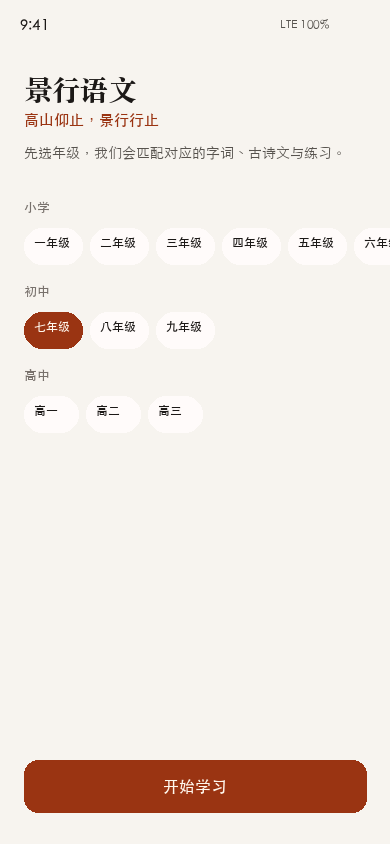 9:41 LTE 100%
景行语文
高山仰止，景行行止
先选年级，我们会匹配对应的字词、古诗文与练习。
小学
一年级 二年级 三年级 四年级 五年级 六年
初中
七年级 八年级 九年级
高中
高一 高二 高三
开始学习